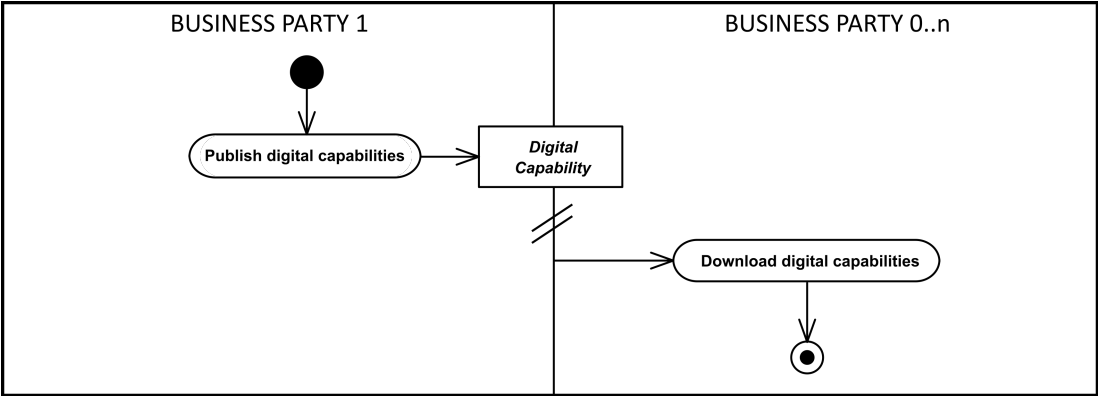 BUSINESS PARTY 1
BUSINESS PARTY 0..n
Publish digital capabilities
Digital
Capability
Download digital capabilities